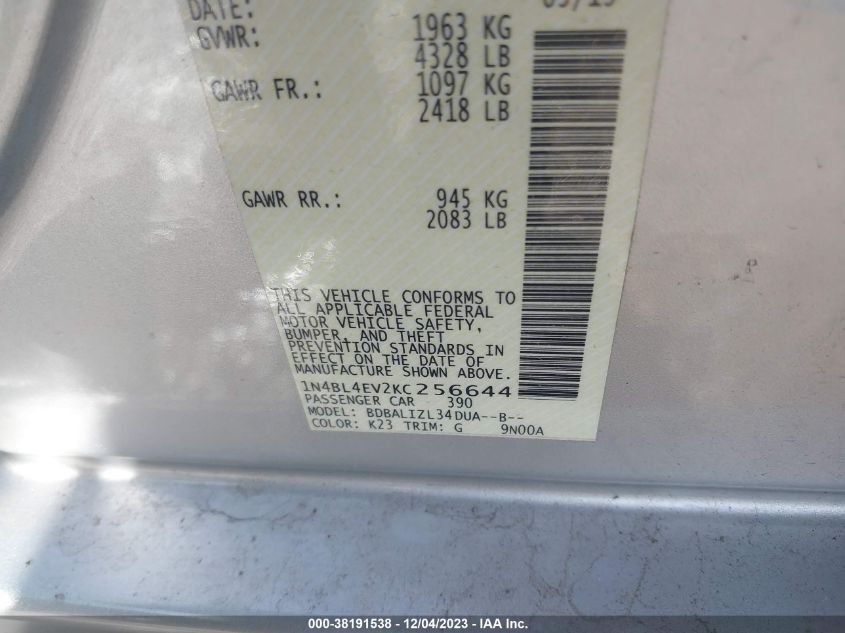 DATE:
GVWR: 1963 KG
4328 LB
GAWR FR.: 1097 KG
2418 LB
GAWR RR.: 945 KG
2083 LB
THIS VEHICLE CONFORMS TO
ALL APPLICABLE FEDERAL
MOTOR VEHICLE SAFETY,
BUMPER, AND THEFT
PREVENTION STANDARDS IN
EFFECT ON THE DATE OF
MANUFACTURE SHOWN ABOVE.
1N4BL4EV2KC256644
PASSENGER CAR 390
MODEL: BDBALIZL34DUA--B--
COLOR: K23 TRIM: G 9N00A
000-38191538 - 12/04/2023 - IAA Inc.